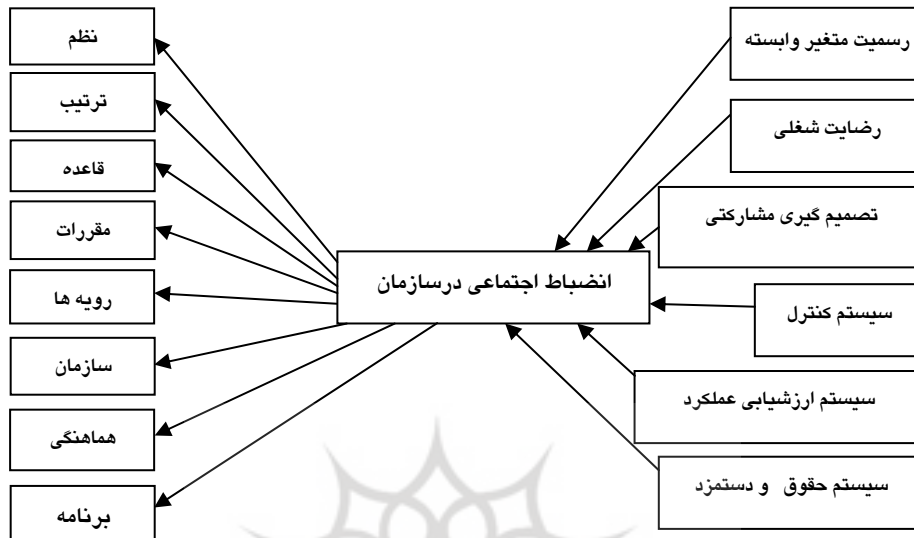 رسمیت متغیر وابسته
رضایت شغلی
تصمیم گیری مشارکتی
سیستم کنترل
سیستم ارزشیابی عملکرد
سیستم حقوق و دستمزد
انضباط اجتماعی درسازمان
نظم
ترتیب
قاعده
مقررات
رویه ها
سازمان
هماهنگی
برنامه